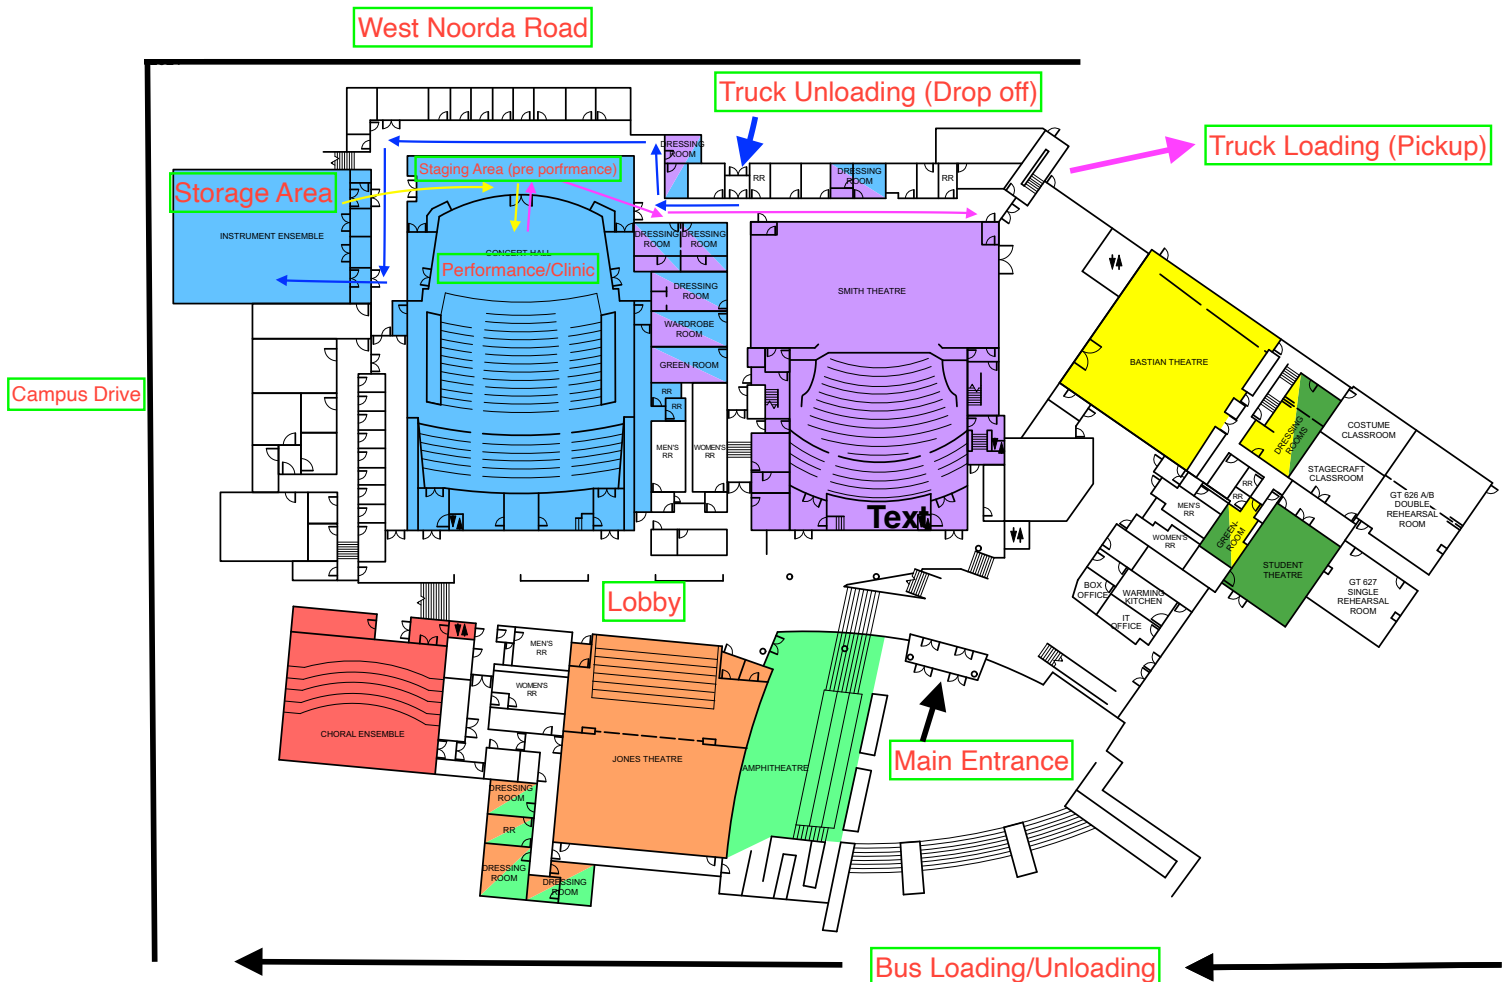 West Noorda Road
Truck Unloading (Drop off)
Truck Loading (Pickup)
DRESSING
ROOM
Staging Area (pre porfrmance)
RR
DRESSING
ROOM
RR
Storage Area
INSTRUMENT ENSEMBLE
CONCERT HALL
Performance/Clinic
DRESSING
ROOM
DRESSING
ROOM
DRESSING
ROOM
WARDROBE
ROOM
GREEN ROOM
RR
RR
MEN'S
RR
WOMEN'S
RR
SMITH THEATRE
Text
BASTIAN THEATRE
DRESSING
ROOMS
COSTUME
CLASSROOM
STAGECRAFT
CLASSROOM
GT 626 A/B
DOUBLE
REHEARSAL
ROOM
RR
RR
MEN'S
RR
GREEN-
ROOM
WOMEN'S
RR
STUDENT
THEATRE
GT 627
SINGLE
REHEARSAL
ROOM
BOX
OFFICE
WARMING
KITCHEN
IT
OFFICE
Campus Drive
Lobby
MEN'S
RR
WOMEN'S
RR
CHORAL ENSEMBLE
JONES THEATRE
AMPHITHEATRE
Main Entrance
DRESSING
ROOM
RR
DRESSING
ROOM
DRESSING
ROOM
Bus Loading/Unloading